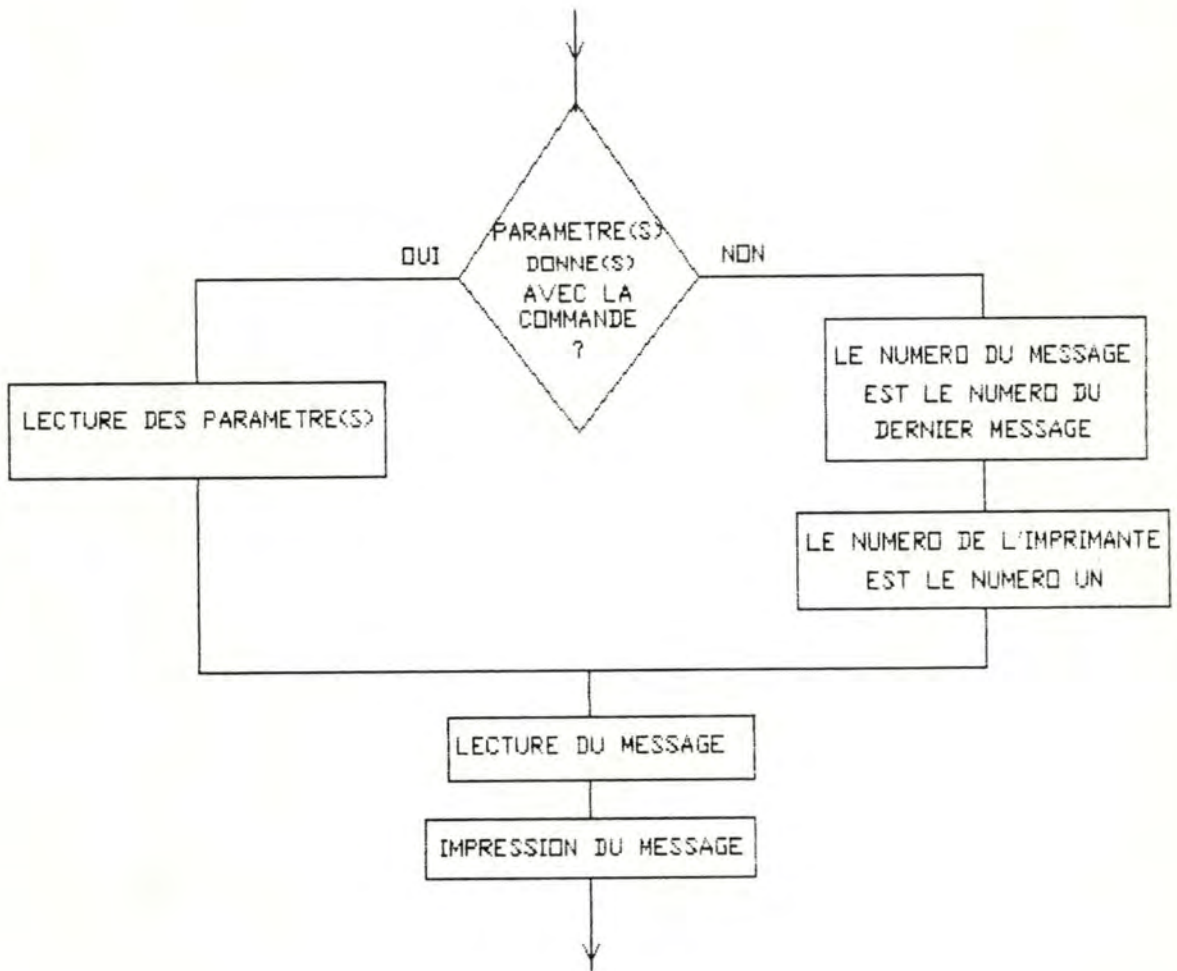 PARAMETRE(S)
DONNE(S)
AVEC LA
COMMANDE
?
OUI
NON
LECTURE DES PARAMETRE(S)
LE NUMERO DU MESSAGE
EST LE NUMERO DU
DERNIER MESSAGE
LE NUMERO DE L'IMPRIMANTE
EST LE NUMERO UN
LECTURE DU MESSAGE
IMPRESSION DU MESSAGE